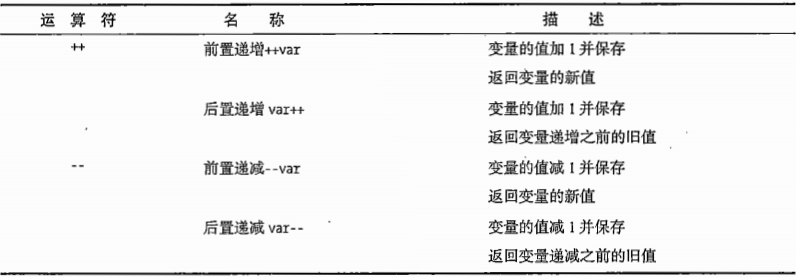 运 算 符 名 称 描 述
++ 前置递增++var 变量的值加 1 并保存
返回变量的新值
后置递增 var++ 变量的值加 1 并保存
返回变量递增之前的旧值
-- 前置递减--var 变量的值减 1 并保存
返回变量的新值
后置递减 var-- 变量的值减 1 并保存
返回变量递减之前的旧值